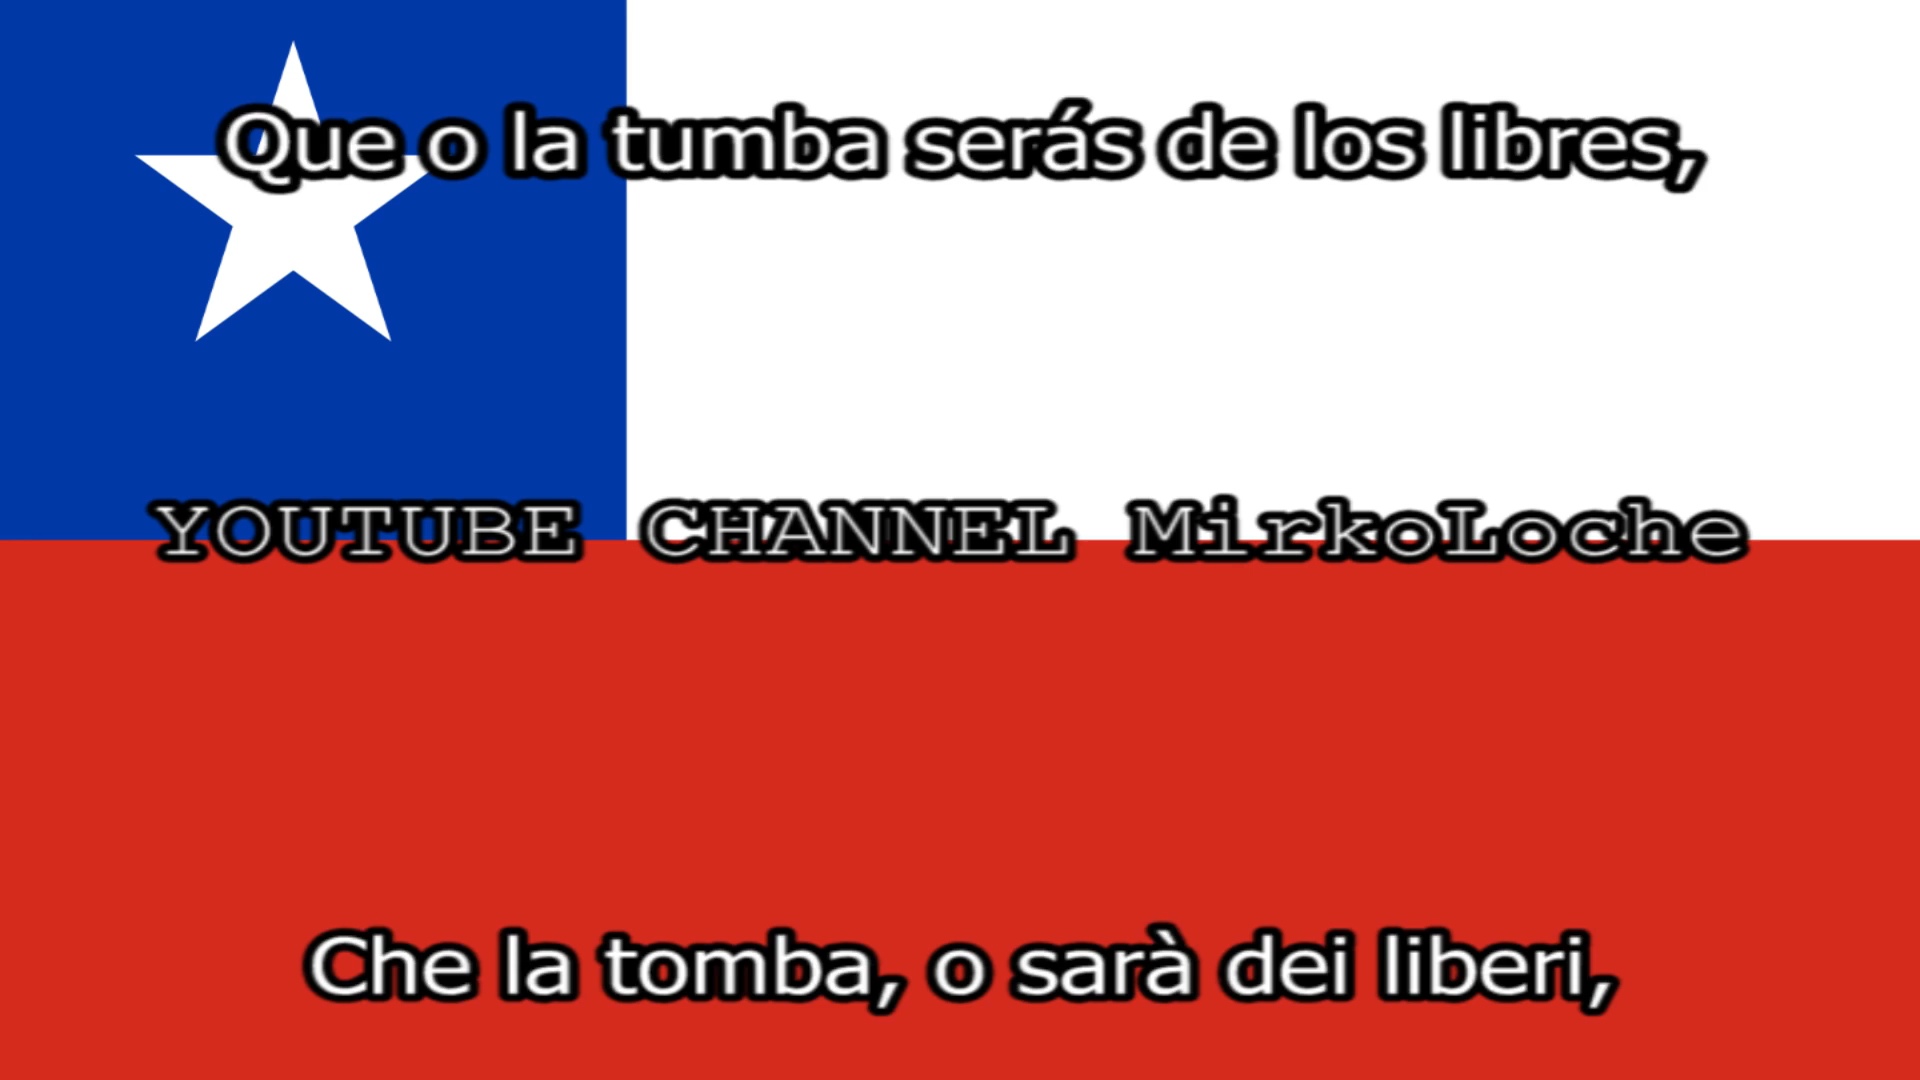 Que o la tumba serás de los libres,
YOUTUBE CHANNEL MirkoLoche
Che la tomba, o sarà dei liberi,